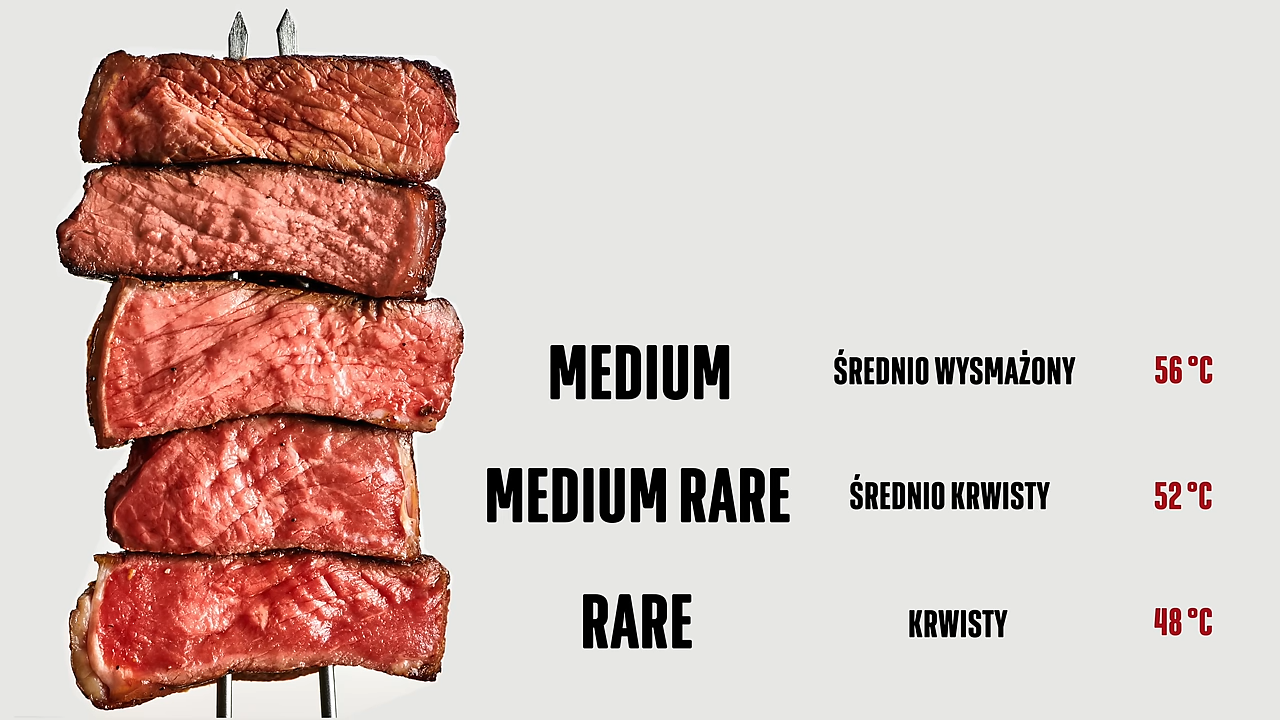 MEDIUM ŚREDNIO WYSMAŻONY 56 °C
MEDIUM RARE ŚREDNIO KRWISTY 52 °C
RARE KRWISTY 48 °C